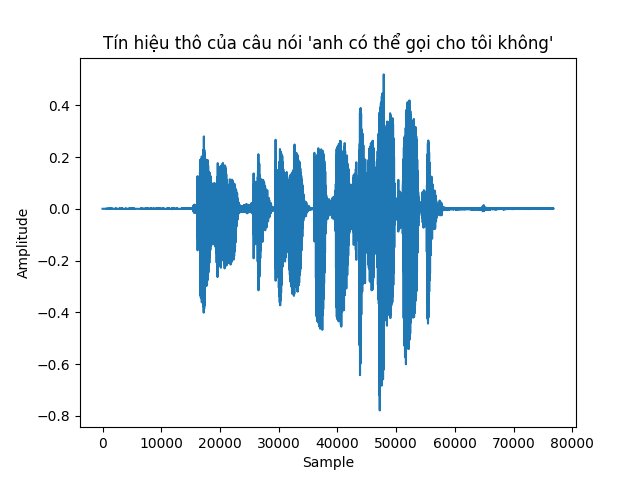 Tín hiệu thô của câu nói 'anh có thể gọi cho tôi không'
0.4
0.2
0.0
−0.2
−0.4
−0.6
−0.8
Amplitude
0 10000 20000 30000 40000 50000 60000 70000 80000
Sample